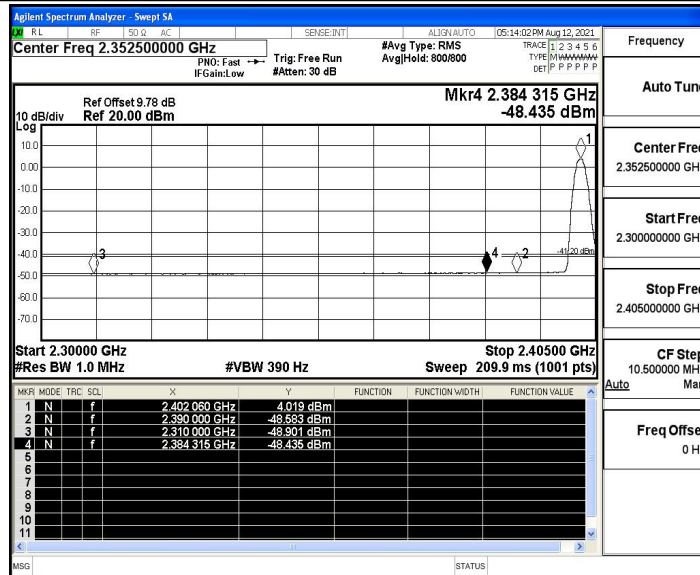 Agilent Spectrum Analyzer - Swept SA
RL RF 50 Ω AC SENSE:INT ALIGNAUTO 05:14:02 PM Aug 12, 2021
Center Freq 2.352500000 GHz #Avg Type: RMS TRACE 1 2 3 4 5 6
PNO: Fast Trig: Free Run Avg|Hold: 800/800 TYPE M
IFGain:Low #Atten: 30 dB DET P P P P P P
Ref Offset 9.78 dB Mkr4 2.384 315 GHz
10 dB/div Ref 20.00 dBm -48.435 dBm
Log
10.0
0.00
-10.0
-20.0
-30.0
-40.0
-50.0
-60.0
-70.0
1
3
4
2
-41.20 dBm
Start 2.30000 GHz Stop 2.40500 GHz
#Res BW 1.0 MHz #VBW 390 Hz Sweep 209.9 ms (1001 pts)
MKR MODE TRC SCL X Y FUNCTION FUNCTION WIDTH FUNCTION VALUE
1 N f 2.402 060 GHz 4.019 dBm
2 N f 2.390 000 GHz -48.583 dBm
3 N f 2.310 000 GHz -48.901 dBm
4 N f 2.384 315 GHz -48.435 dBm
5
6
7
8
9
10
11
MSG STATUS
Frequency
Auto Tun
Center Fre
2.352500000 GH
Start Fre
2.300000000 GH
Stop Fre
2.405000000 GH
CF Step
10.500000 MH
Auto Ma
Freq Offse
0 H